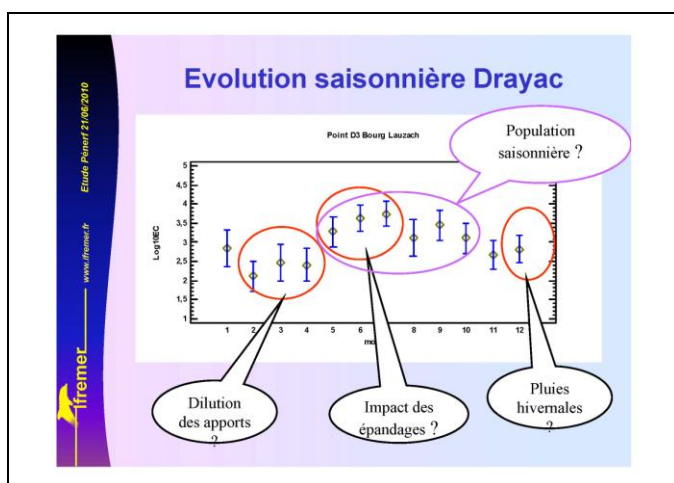 Evolution saisonnière Drayac
Etude Pénerf 21/06/2010
www.ifremer.fr
Ifremer
Point D3 Bourg Lauzach
Population
saisonnière ?
Log10EC
5
4,5
4
3,5
3
2,5
2
1,5
1
1 2 3 4 5 6 7 8 9 10 11 12
Dilution
des apports
?
Impact des
épandages ?
Pluies
hivernales
?